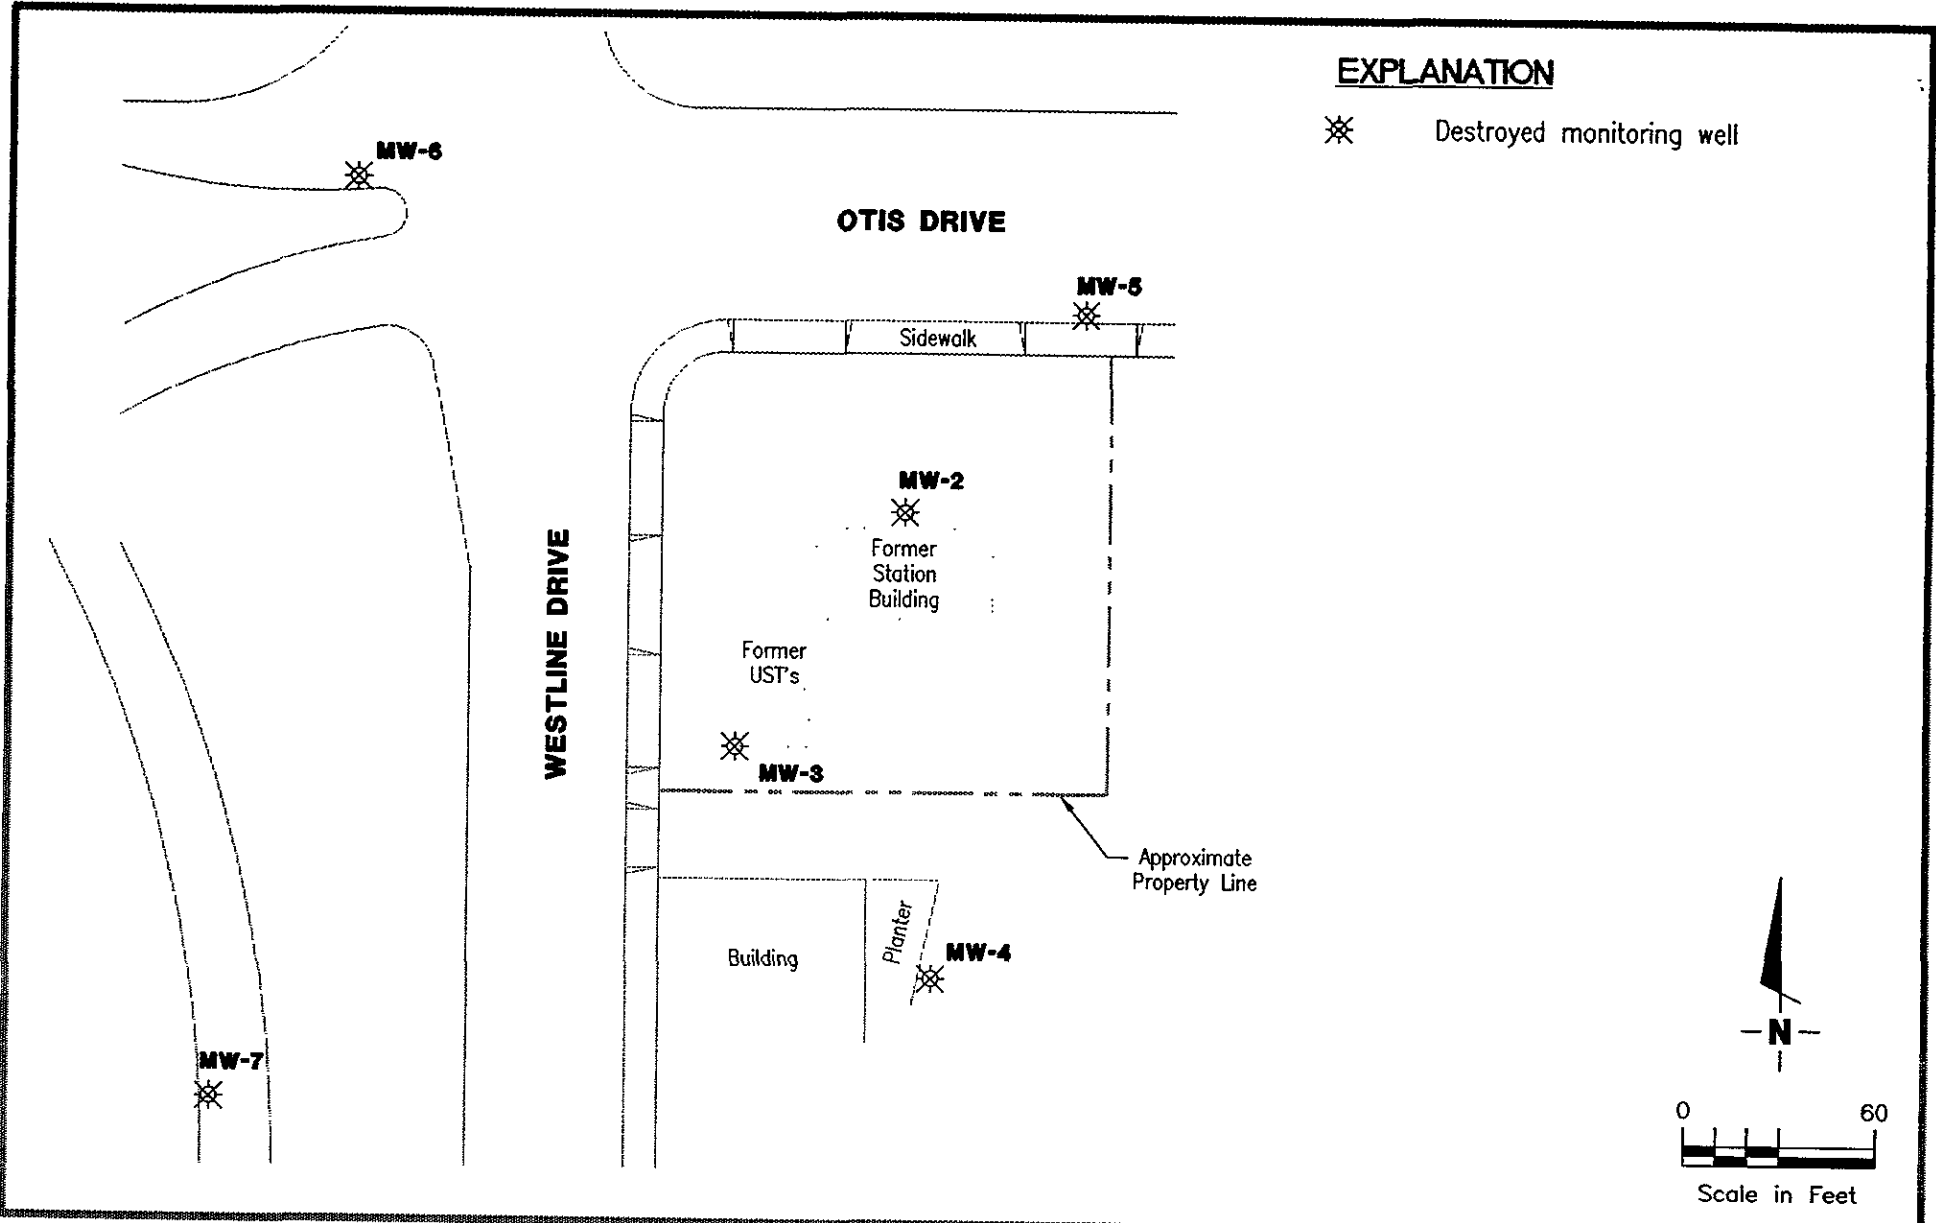 EXPLANATION
Destroyed monitoring well
MW-6
OTIS DRIVE
MW-5
Sidewalk
MW-2
Former
Station
Building
WESTLINE DRIVE
Former
UST's
MW-3
Approximate
Property Line
Planter
Building
MW-4
MW-7
N
0 60
Scale in Feet